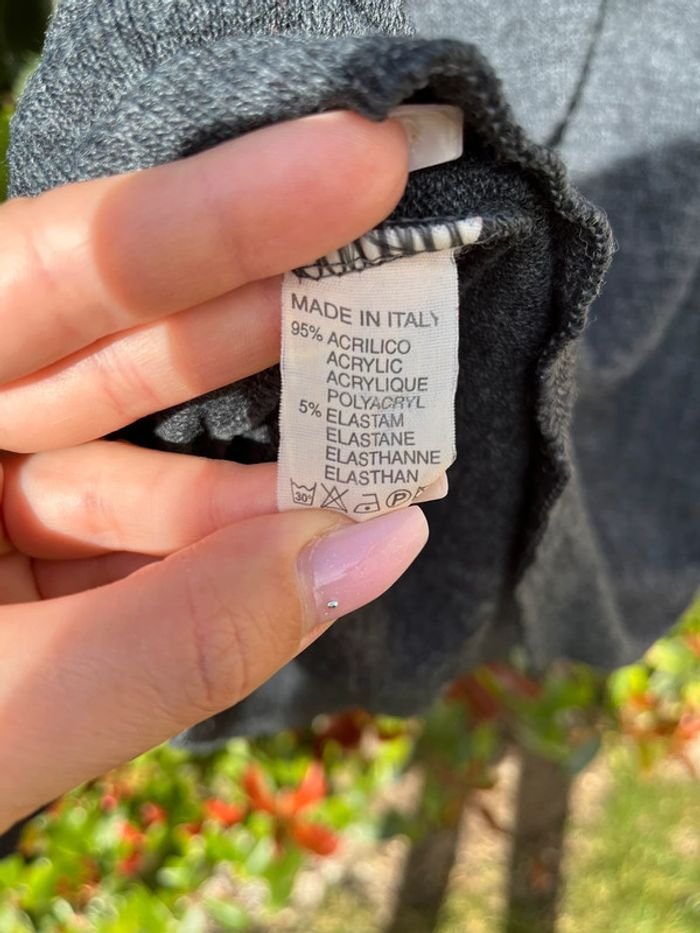 MADE IN ITALY
95% ACRILICO
ACRYLIC
ACRYLIQUE
POLYACRYL
5% ELASTAM
ELASTANE
ELASTHANNE
ELASTHAN
30° P